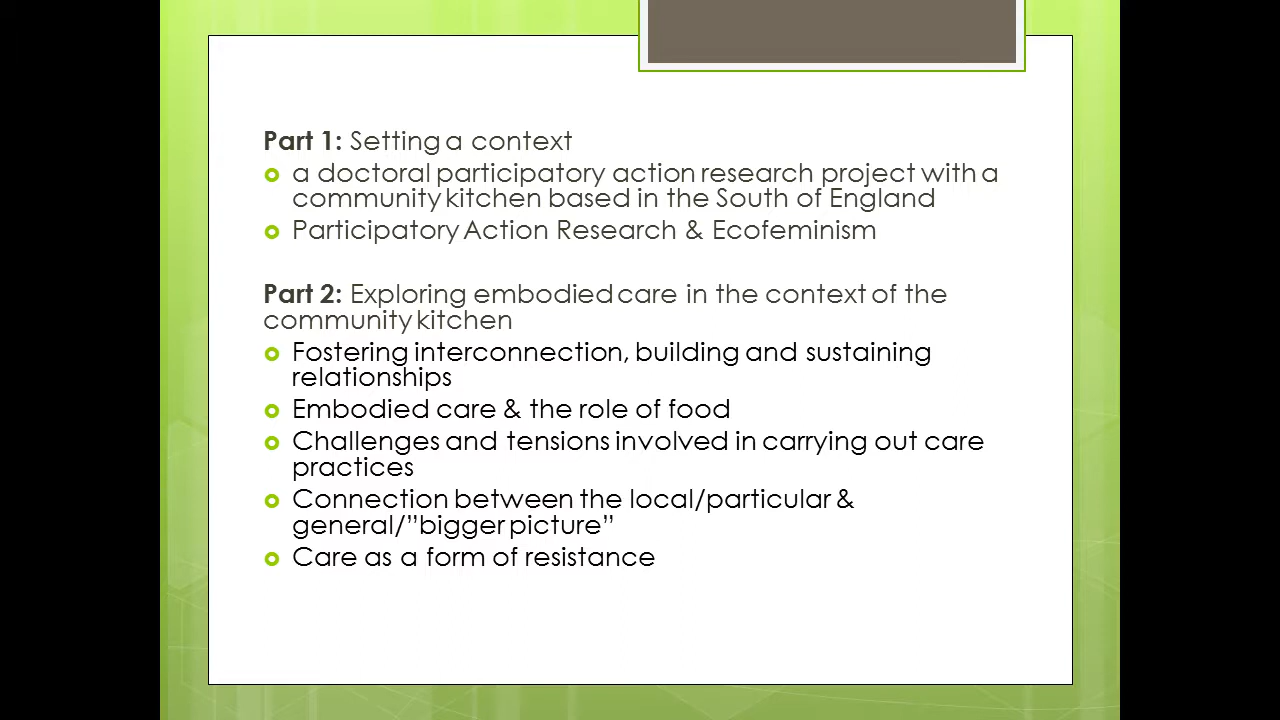 Part 1: Setting a context
a doctoral participatory action research project with a
community kitchen based in the South of England
Participatory Action Research & Ecofeminism
Part 2: Exploring embodied care in the context of the
community kitchen
Fostering interconnection, building and sustaining
relationships
Embodied care & the role of food
Challenges and tensions involved in carrying out care
practices
Connection between the local/particular &
general/”bigger picture”
Care as a form of resistance